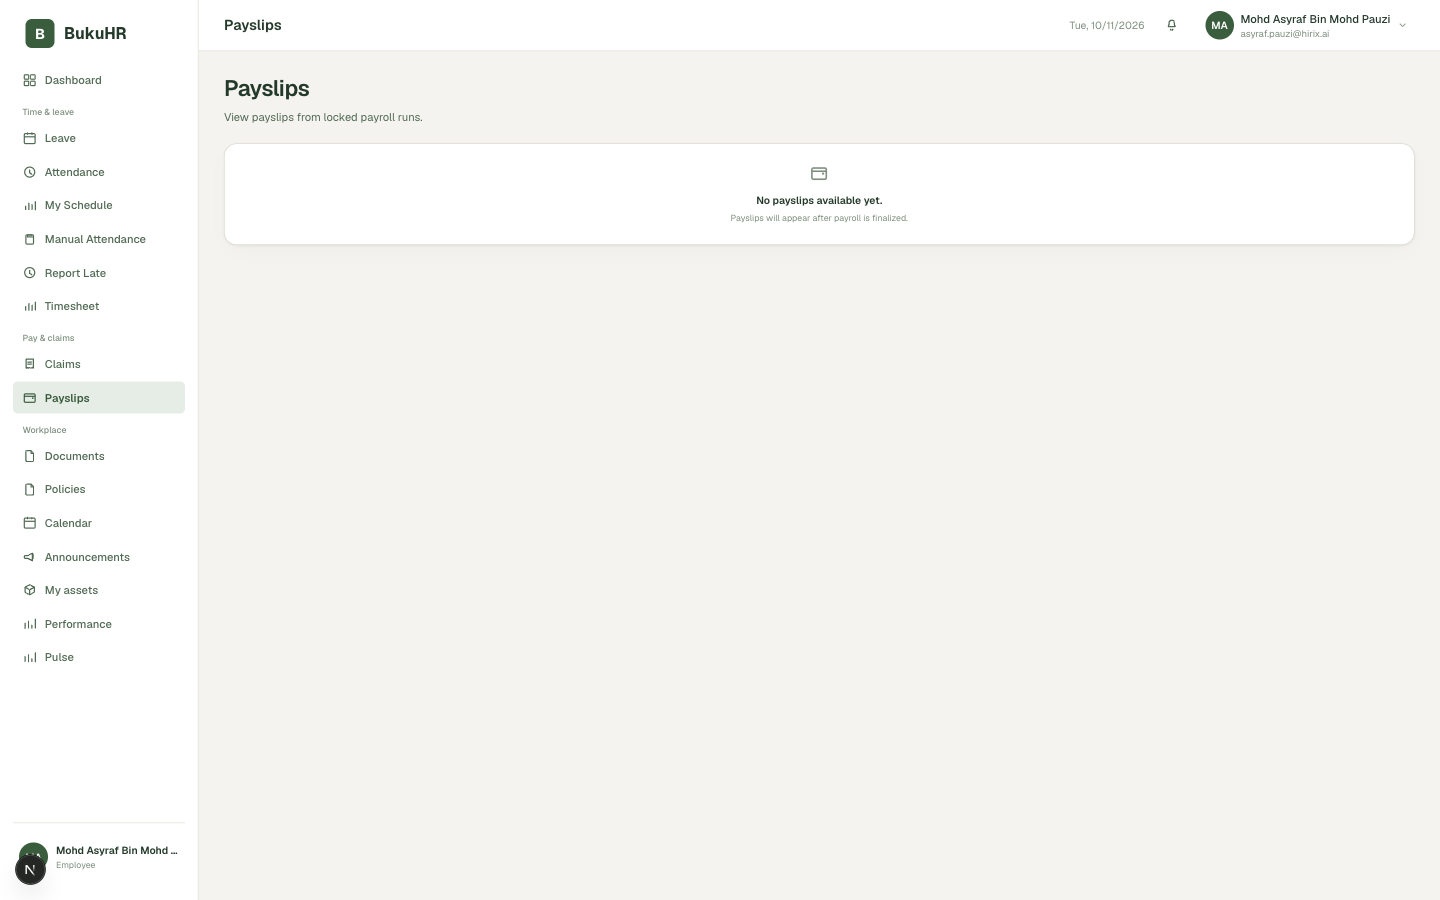 B BukuHR
Dashboard
Time & leave
Leave
Attendance
My Schedule
Manual Attendance
Report Late
Timesheet
Pay & claims
Claims
Payslips
Workplace
Documents
Policies
Calendar
Announcements
My assets
Performance
Pulse
Mohd Asyraf Bin Mohd ...
Employee
N
Payslips
Tue, 10/11/2026
MA
Mohd Asyraf Bin Mohd Pauzi
asyraf.pauzi@hirix.ai
Payslips
View payslips from locked payroll runs.
No payslips available yet.
Payslips will appear after payroll is finalized.